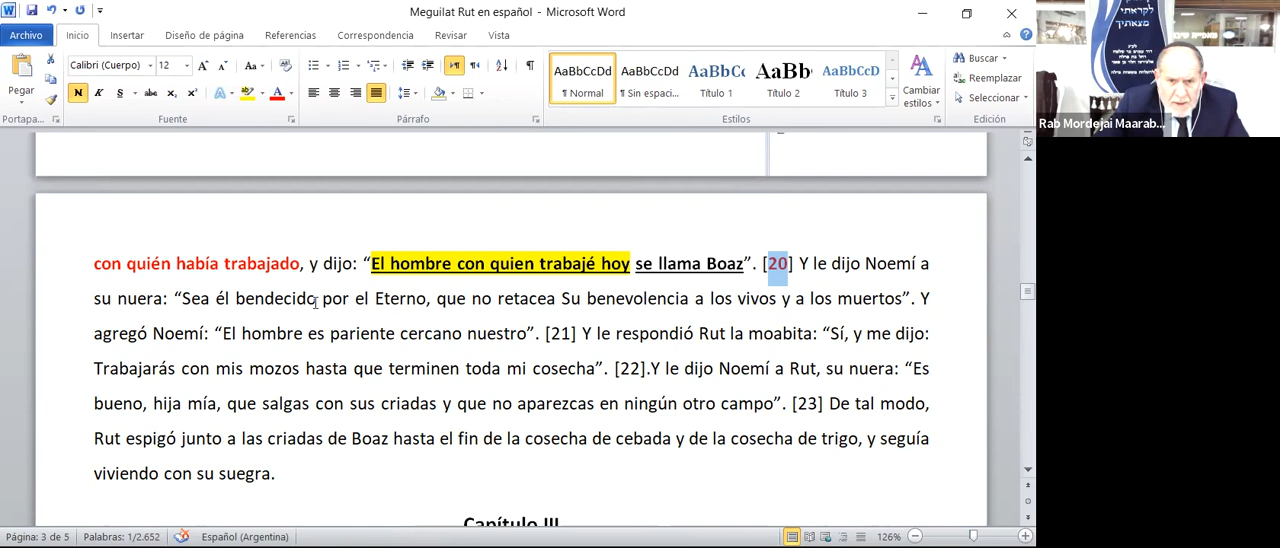 Meguilat Rut en español - Microsoft Word
Archivo Inicio Insertar Diseño de página Referencias Correspondencia Revisar Vista
Calibri (Cuerpo) 12
Pegar
N K S abc x₂ x² A ab A
Portapa... Fuente Párrafo Estilos Edición
AaBbCcDd AaBbCcDd AaBbCc AaBb AaBbCcD
¶ Normal ¶ Sin espaci... Título 1 Título 2 Título 3
Cambiar
estilos
Buscar
Reemplazar
Seleccionar
לקראתי
מצאתיך
Rab Mordejai Maarab...
con quién había trabajado, y dijo: “El hombre con quien trabajé hoy se llama Boaz”. [20] Y le dijo Noemí a
su nuera: “Sea él bendecido por el Eterno, que no retacea Su benevolencia a los vivos y a los muertos”. Y
agregó Noemí: “El hombre es pariente cercano nuestro”. [21] Y le respondió Rut la moabita: “Sí, y me dijo:
Trabajarás con mis mozos hasta que terminen toda mi cosecha”. [22].Y le dijo Noemí a Rut, su nuera: “Es
bueno, hija mía, que salgas con sus criadas y que no aparezcas en ningún otro campo”. [23] De tal modo,
Rut espigó junto a las criadas de Boaz hasta el fin de la cosecha de cebada y de la cosecha de trigo, y seguía
viviendo con su suegra.
Capítulo III
Página: 3 de 5 Palabras: 1/2.652 Español (Argentina) 126%